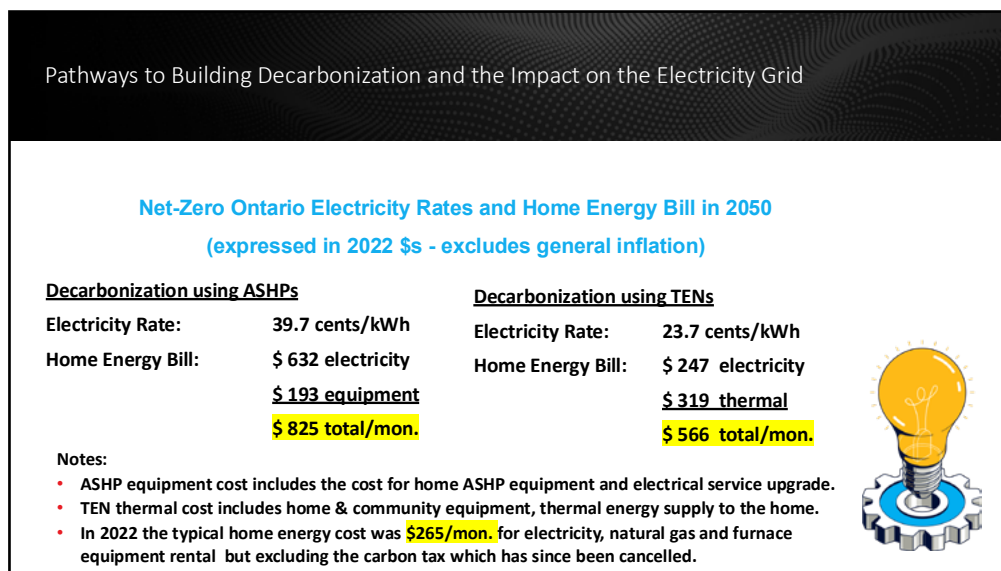 Pathways to Building Decarbonization and the Impact on the Electricity Grid
Net-Zero Ontario Electricity Rates and Home Energy Bill in 2050
(expressed in 2022 $s - excludes general inflation)
Decarbonization using ASHPs
Electricity Rate: 39.7 cents/kWh
Home Energy Bill: $ 632 electricity
$ 193 equipment
$ 825 total/mon.
Decarbonization using TENs
Electricity Rate: 23.7 cents/kWh
Home Energy Bill: $ 247 electricity
$ 319 thermal
$ 566 total/mon.
Notes:
• ASHP equipment cost includes the cost for home ASHP equipment and electrical service upgrade.
• TEN thermal cost includes home & community equipment, thermal energy supply to the home.
• In 2022 the typical home energy cost was $265/mon. for electricity, natural gas and furnace
equipment rental but excluding the carbon tax which has since been cancelled.